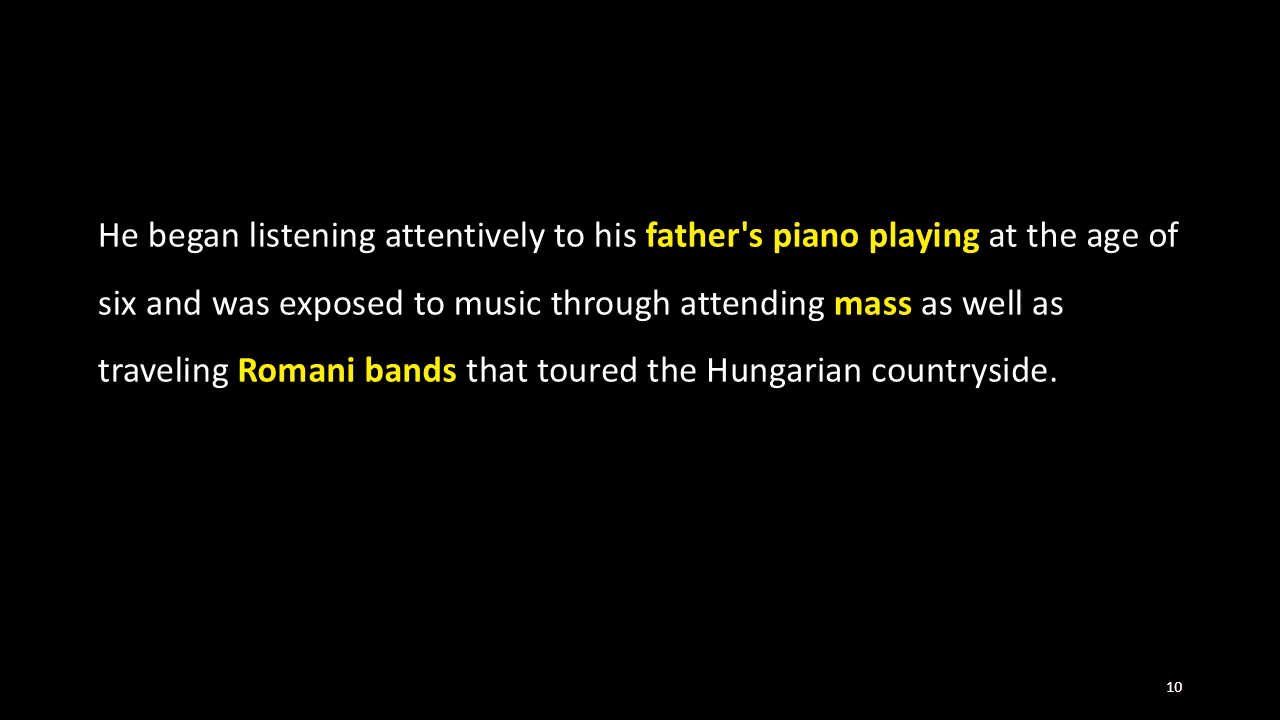 He began listening attentively to his father's piano playing at the age of
six and was exposed to music through attending mass as well as
traveling Romani bands that toured the Hungarian countryside.
10